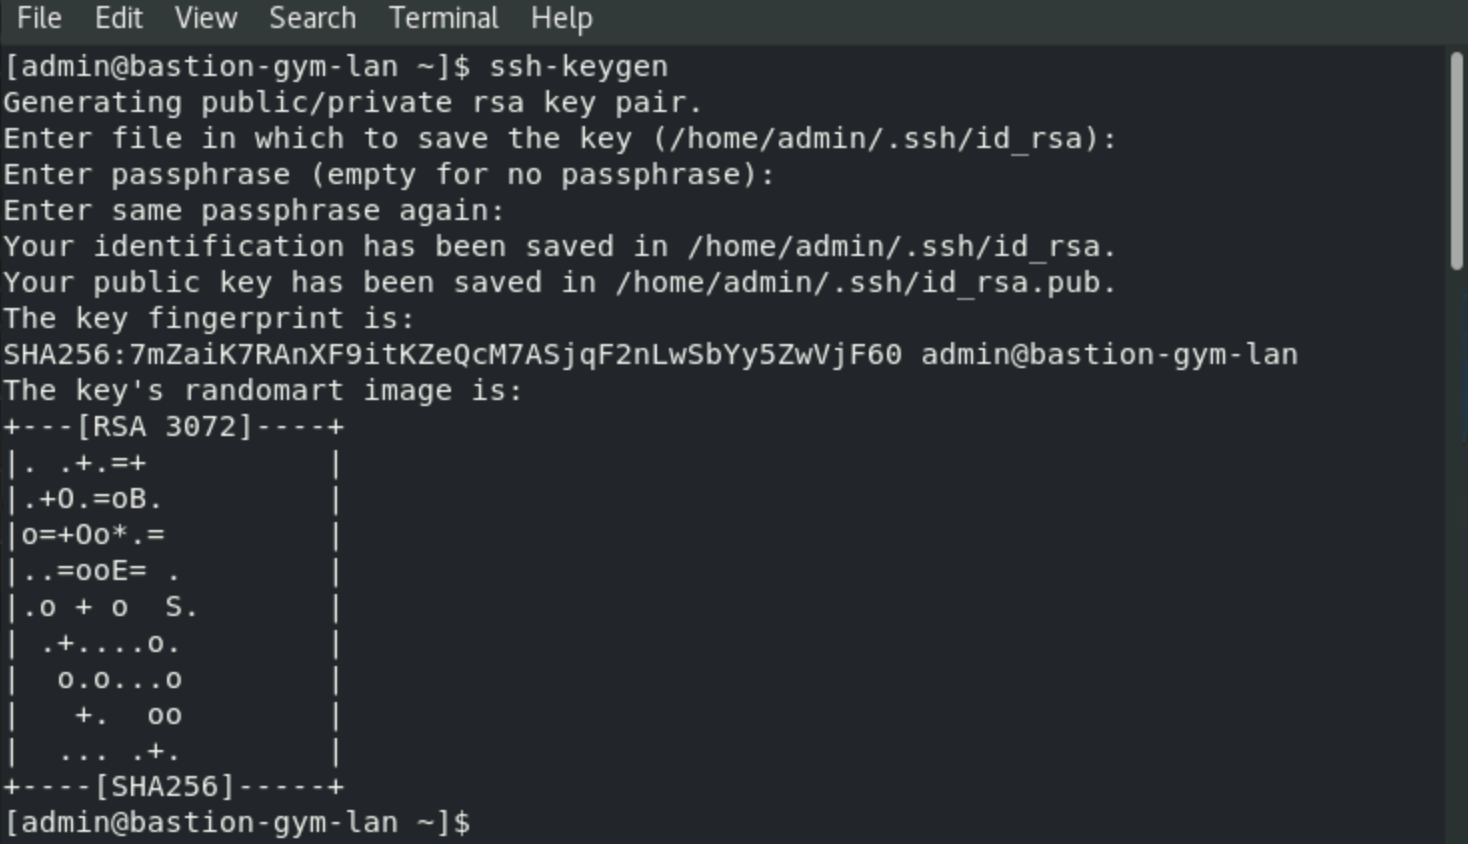 File Edit View Search Terminal Help
[admin@bastion-gym-lan ~]$ ssh-keygen
Generating public/private rsa key pair.
Enter file in which to save the key (/home/admin/.ssh/id_rsa):
Enter passphrase (empty for no passphrase):
Enter same passphrase again:
Your identification has been saved in /home/admin/.ssh/id_rsa.
Your public key has been saved in /home/admin/.ssh/id_rsa.pub.
The key fingerprint is:
SHA256:7mZaiK7RAnXF9itKZeQcM7ASjqF2nLwSbYy5ZwVjF60 admin@bastion-gym-lan
The key's randomart image is:
+---[RSA 3072]----+
|. .+.=+          |
|.+O.=oB.         |
|o=+Oo*.=         |
|..=ooE= .        |
|.o + o  S.       |
| .+....o.        |
|  o.o...o        |
|   +.  oo        |
|  ... .+.        |
+----[SHA256]-----+
[admin@bastion-gym-lan ~]$